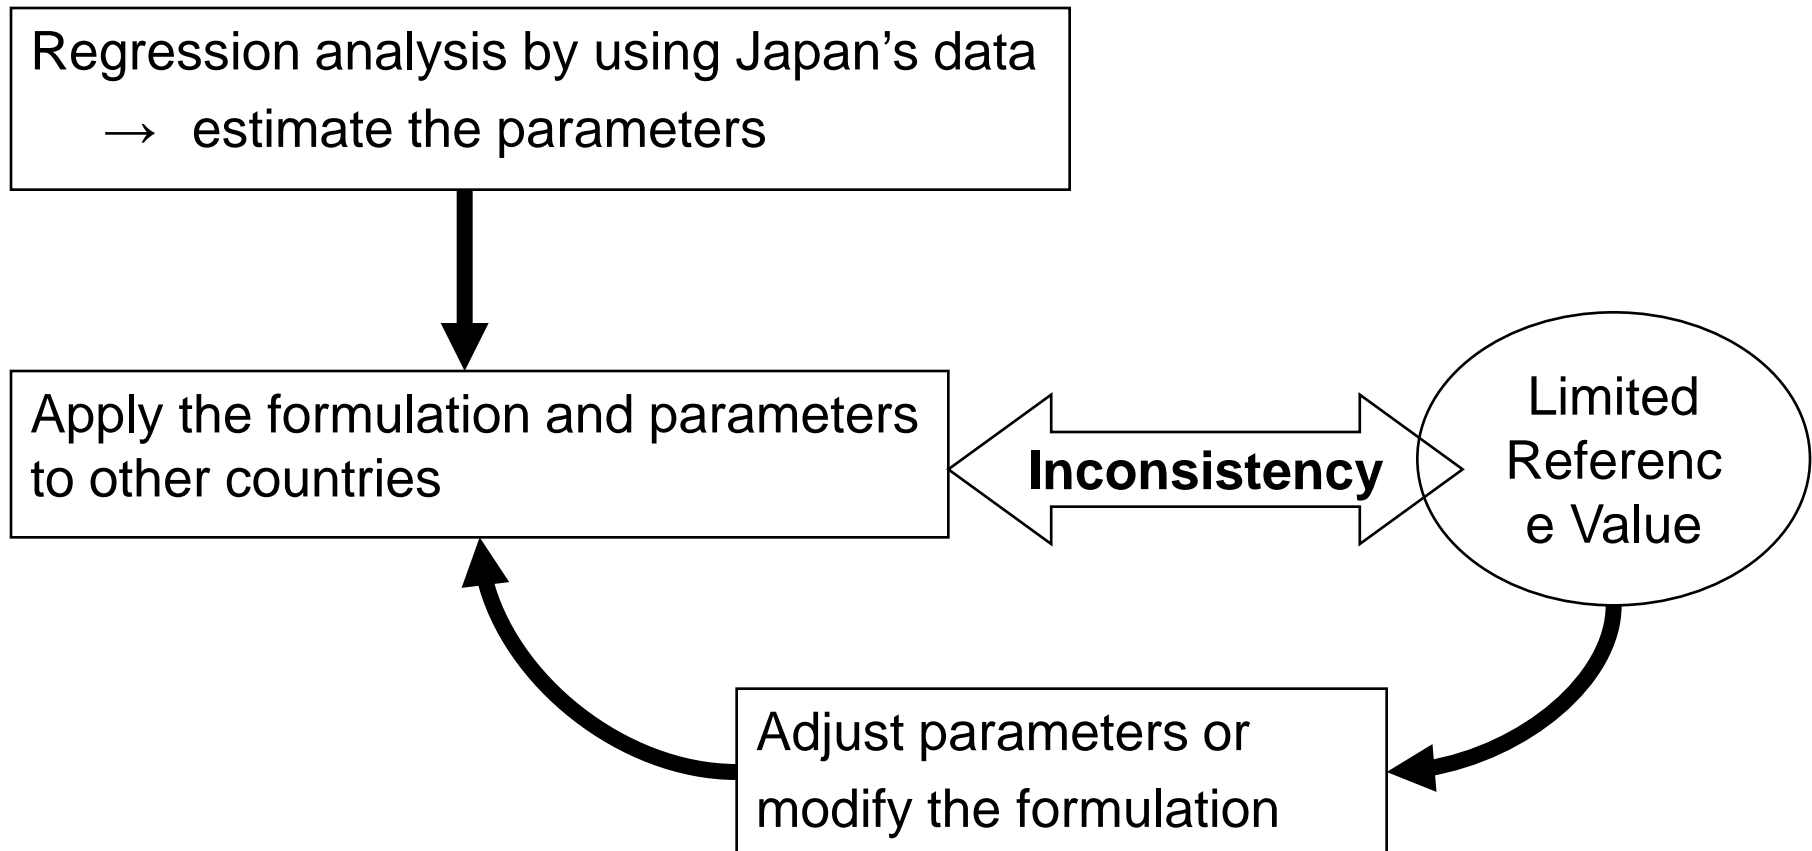 Regression analysis by using Japan’s data
→ estimate the parameters
Apply the formulation and parameters
to other countries
Inconsistency
Limited
Referenc
e Value
Adjust parameters or
modify the formulation